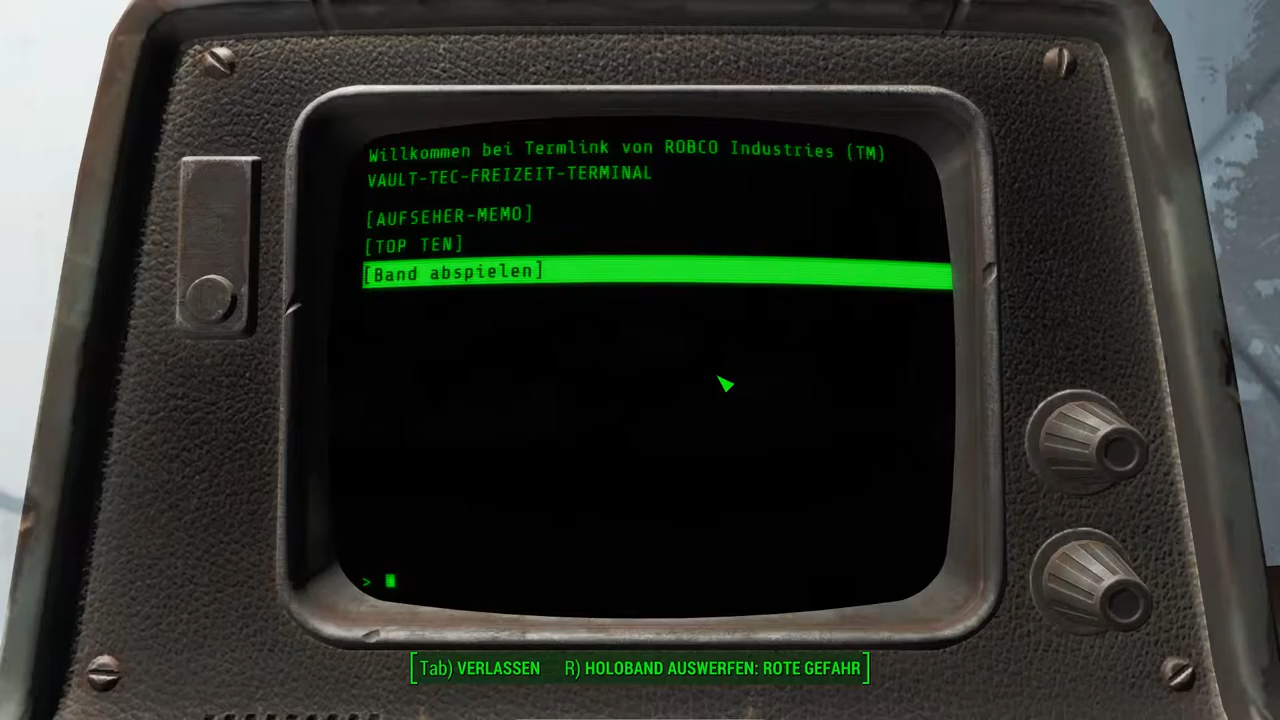 Willkommen bei Termlink von ROBCO Industries (TM)
VAULT-TEC-FREIZEIT-TERMINAL
[AUFSEHER-MEMO]
[TOP TEN]
[Band abspielen]
>
[Tab) VERLASSEN R) HOLOBAND AUSWERFEN: ROTE GEFAHR]